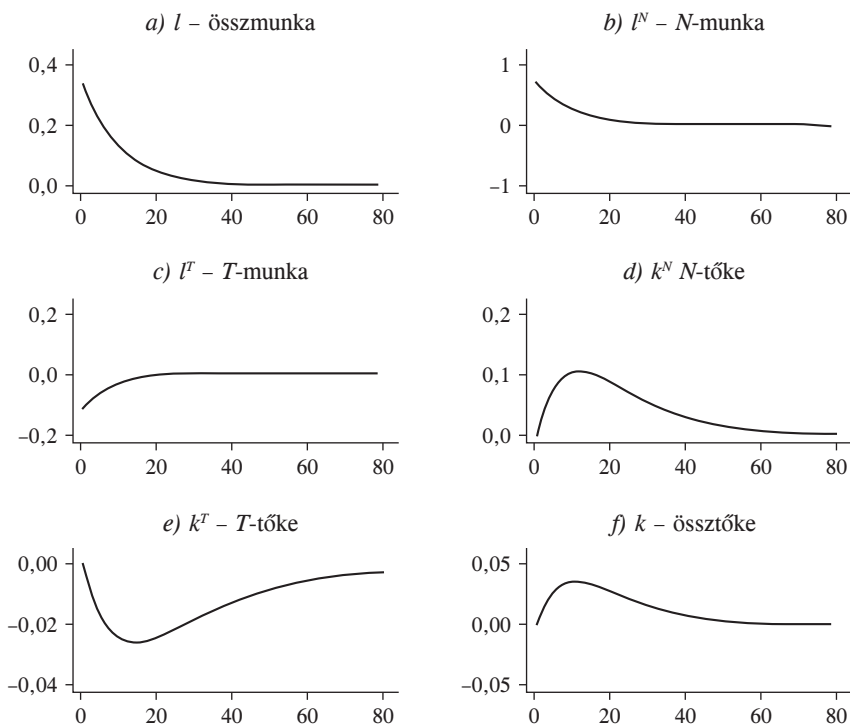 a) l – összmunka
b) l^N – N-munka
0,4
0,2
0,0
0 20 40 60 80
1
0
–1
0 20 40 60 80
c) l^T – T-munka
d) k^N N-tőke
0,2
0,0
–0,2
0 20 40 60 80
0,2
0,1
0,0
0 20 40 60 80
e) k^T – T-tőke
f) k – össztőke
0,00
–0,02
–0,04
0 20 40 60 80
0,05
0,00
–0,05
0 20 40 60 80